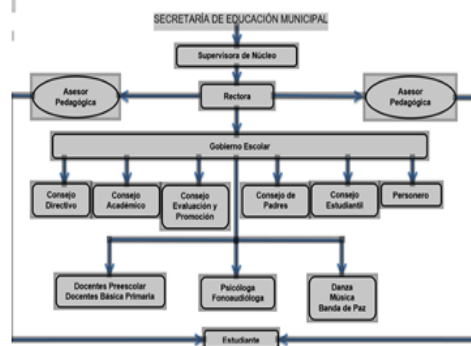 SECRETARÍA DE EDUCACIÓN MUNICIPAL
Supervisora de Núcleo
Asesor
Pedagógica
Rectora
Asesor
Pedagógica
Gobierno Escolar
Consejo
Directivo
Consejo
Académico
Consejo
Evaluación y
Promoción
Consejo de
Padres
Consejo
Estudiantil
Personero
Docentes Preescolar
Docentes Básica Primaria
Psicóloga
Fonoaudióloga
Danza
Música
Banda de Paz
Estudiante